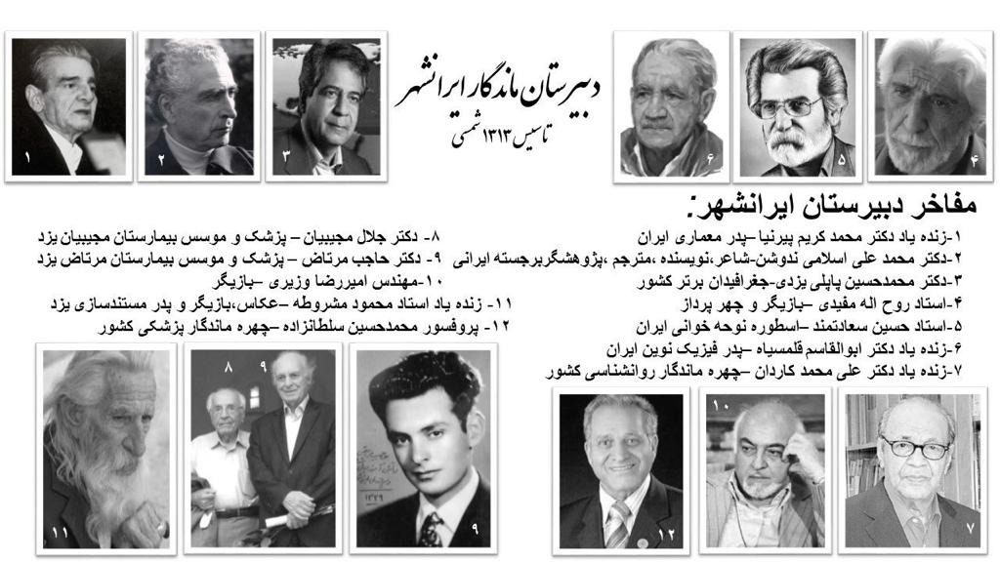 دبیرستان ماندگار ایرانشهر
تاسیس ۱۳۱۳ شمسی
۱
۲
۳
۶
۵
۴
مفاخر دبیرستان ایرانشهر:
۱-زنده یاد دکتر محمد کریم پیرنیا –پدر معماری ایران
۲-دکتر محمد علی اسلامی ندوشن-شاعر،نویسنده ،مترجم ،پژوهشگربرجسته ایرانی
۳-دکتر محمدحسین پاپلی یزدی-جغرافیدان برتر کشور
۴-استاد روح اله مفیدی –بازیگر و چهر پرداز
۵-استاد حسین سعادتمند –اسطوره نوحه خوانی ایران
۶-زنده یاد دکتر ابوالقاسم قلمسیاه –پدر فیزیک نوین ایران
۷-زنده یاد دکتر علی محمد کاردان –چهره ماندگار روانشناسی کشور
۸- دکتر جلال مجیبیان – پزشک و موسس بیمارستان مجیبیان یزد
۹- دکتر حاجب مرتاض – پزشک و موسس بیمارستان مرتاض یزد
۱۰-مهندس امیررضا وزیری –بازیگر
۱۱- زنده یاد استاد محمود مشروطه –عکاس،بازیگر و پدر مستندسازی یزد
۱۲- پروفسور محمدحسین سلطانزاده –چهره ماندگار پزشکی کشور
۱۱
۸
۹
۱۳۲۹
۹
۱۲
۱۰
۷